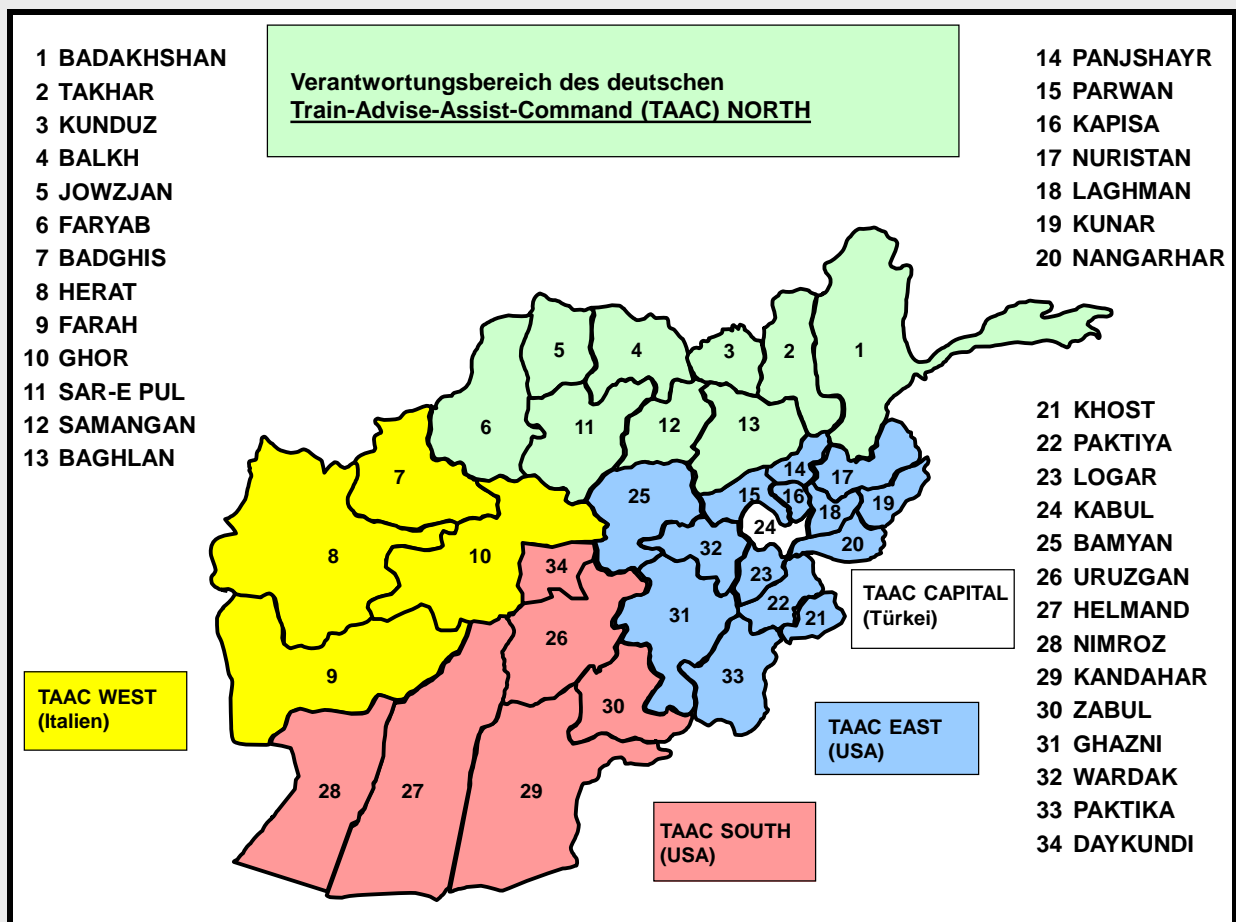 1 BADAKHSHAN
2 TAKHAR
3 KUNDUZ
4 BALKH
5 JOWZJAN
6 FARYAB
7 BADGHIS
8 HERAT
9 FARAH
10 GHOR
11 SAR-E PUL
12 SAMANGAN
13 BAGHLAN
Verantwortungsbereich des deutschen
Train-Advise-Assist-Command (TAAC) NORTH
14 PANJSHAYR
15 PARWAN
16 KAPISA
17 NURISTAN
18 LAGHMAN
19 KUNAR
20 NANGARHAR
21 KHOST
22 PAKTIYA
23 LOGAR
24 KABUL
25 BAMYAN
26 URUZGAN
27 HELMAND
28 NIMROZ
29 KANDAHAR
30 ZABUL
31 GHAZNI
32 WARDAK
33 PAKTIKA
34 DAYKUNDI
5
4
3
2
1
6
11
12
13
7
25
14
17
15
16
19
18
24
20
8
10
34
32
23
22
21
31
26
9
33
30
28
27
29
TAAC CAPITAL
(Türkei)
TAAC WEST
(Italien)
TAAC EAST
(USA)
TAAC SOUTH
(USA)